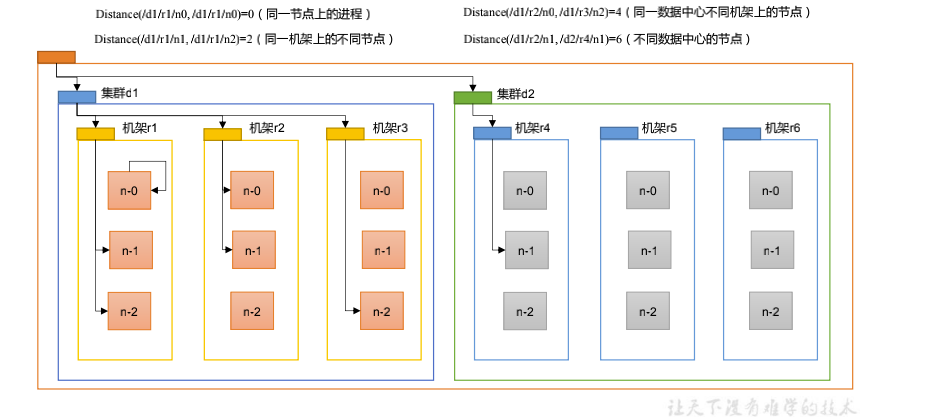 Distance(/d1/r1/n0, /d1/r1/n0)=0（同一节点上的进程）
Distance(/d1/r2/n0, /d1/r3/n2)=4（同一数据中心不同机架上的节点）
Distance(/d1/r1/n1, /d1/r1/n2)=2（同一机架上的不同节点）
Distance(/d1/r2/n1, /d2/r4/n1)=6（不同数据中心的节点）
集群d1
集群d2
机架r1
机架r2
机架r3
机架r4
机架r5
机架r6
n-0
n-0
n-0
n-0
n-0
n-0
n-1
n-1
n-1
n-1
n-1
n-1
n-2
n-2
n-2
n-2
n-2
n-2
让天下没有难学的技术